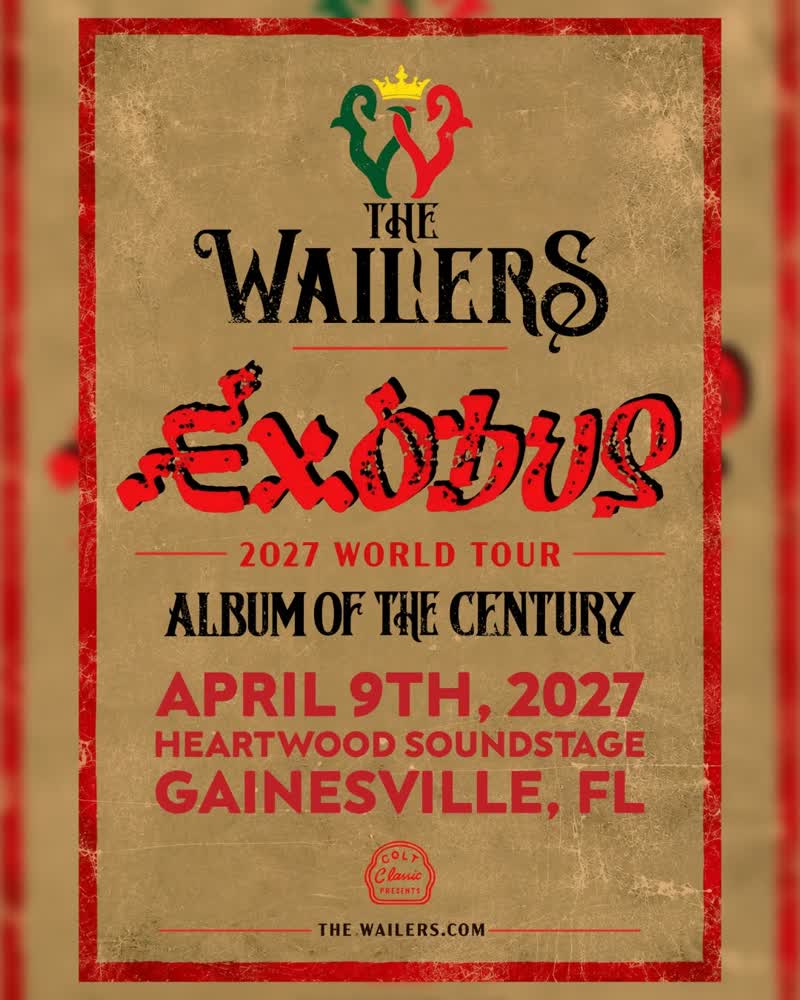 THE
WAILERS
EXODUS
2027 WORLD TOUR
ALBUM OF THE CENTURY
APRIL 9TH, 2027
HEARTWOOD SOUNDSTAGE
GAINESVILLE, FL
COLT
Classic
PRESENTS
THE.WAILERS.COM